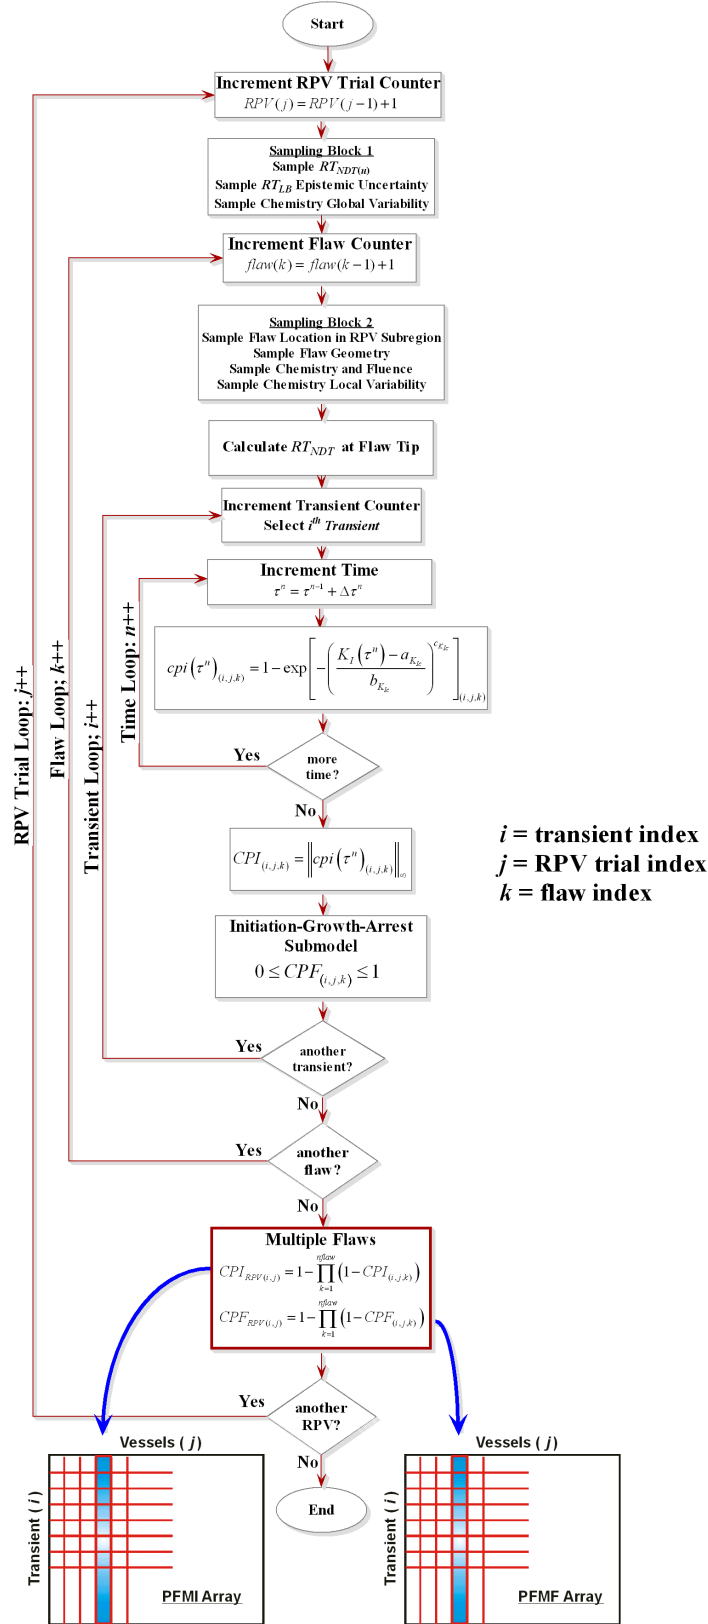 Start
Increment RPV Trial Counter
RPV(j) = RPV(j−1)+1
Sampling Block 1
Sample RT_NDT(u)
Sample RT_LB Epistemic Uncertainty
Sample Chemistry Global Variability
Increment Flaw Counter
flaw(k) = flaw(k−1)+1
Sampling Block 2
Sample Flaw Location in RPV Subregion
Sample Flaw Geometry
Sample Chemistry and Fluence
Sample Chemistry Local Variability
Calculate RT_NDT at Flaw Tip
Increment Transient Counter
Select i^th Transient
Increment Time
τ^n = τ^(n−1) + Δτ^n
cpi(τ^n)_(i,j,k) = 1 − exp[−((K_I(τ^n) − a_K_Ic) / b_K_Ic)^c_K_Ic]_(i,j,k)
Yes
more
time?
No
CPI_(i,j,k) = ‖cpi(τ^n)_(i,j,k)‖_∞
Initiation-Growth-Arrest
Submodel
0 ≤ CPF_(i,j,k) ≤ 1
Yes
another
transient?
No
Yes
another
flaw?
No
Multiple Flaws
CPI_RPV(i,j) = 1 − ∏_(k=1)^nflaw (1 − CPI_(i,j,k))
CPF_RPV(i,j) = 1 − ∏_(k=1)^nflaw (1 − CPF_(i,j,k))
Yes
another
RPV?
No
End
RPV Trial Loop: j++
Flaw Loop; k++
Transient Loop; i++
Time Loop: n++
i = transient index
j = RPV trial index
k = flaw index
Vessels ( j )
Transient ( i )
PFMI Array
Vessels ( j )
Transient ( i )
PFMF Array